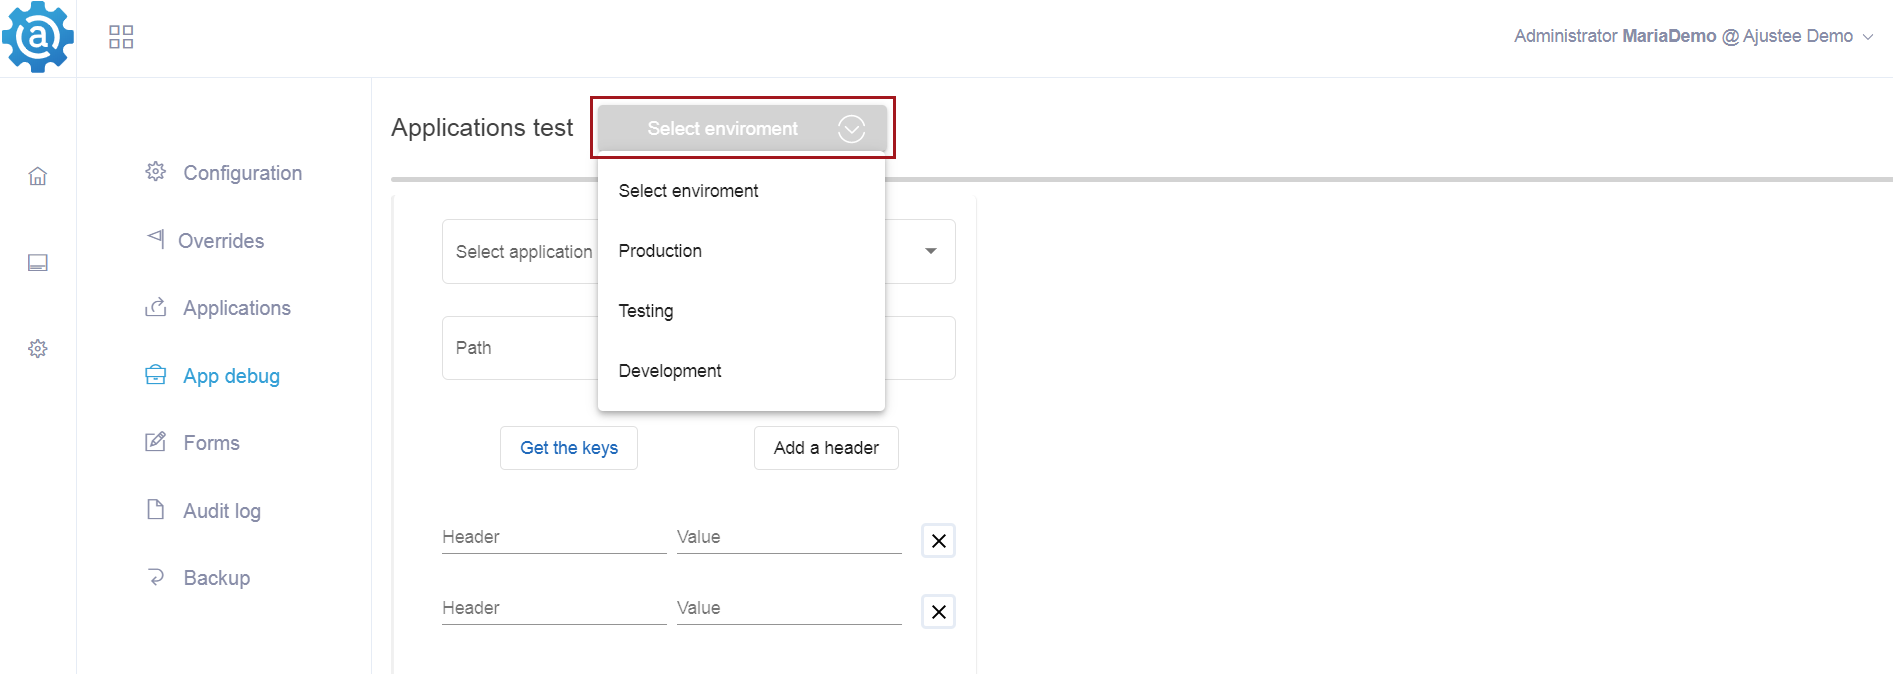 a
Administrator MariaDemo @ Ajustee Demo
Applications test
Select enviroment
Configuration
Overrides
Applications
App debug
Forms
Audit log
Backup
Select enviroment
Production
Testing
Development
Select application
Path
Get the keys
Add a header
Header Value
Header Value